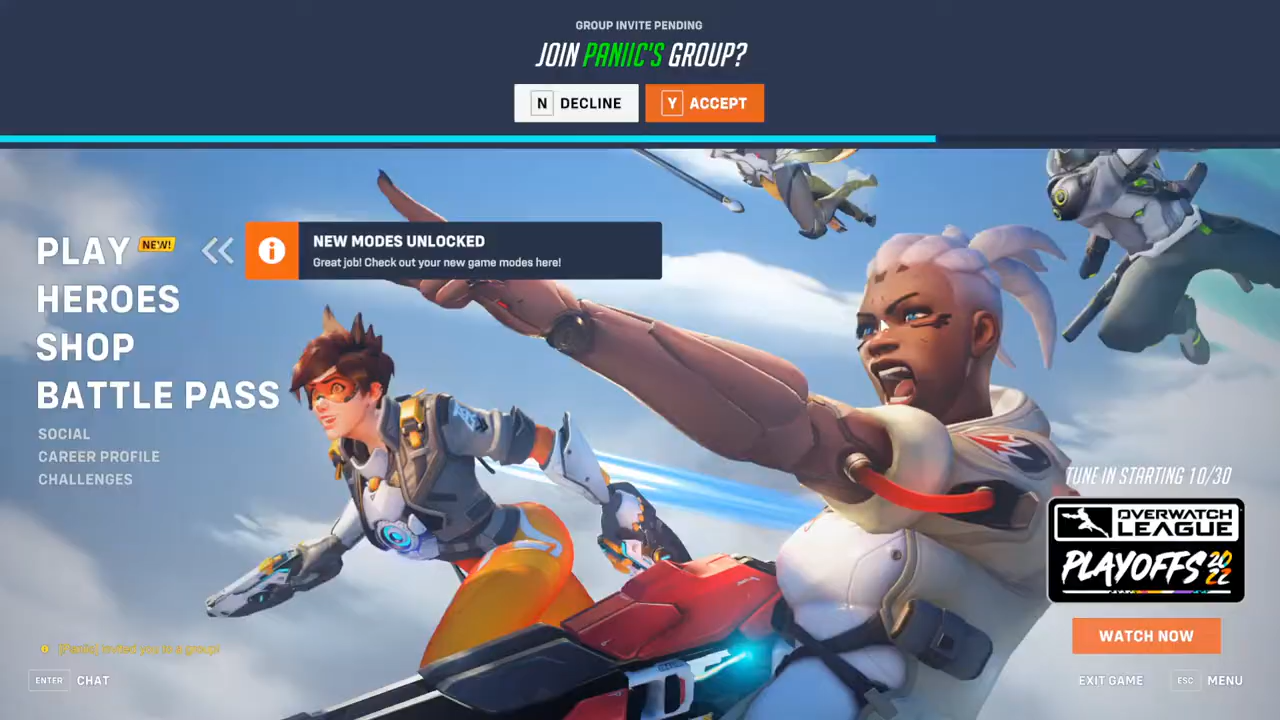 GROUP INVITE PENDING
JOIN PANIIC'S GROUP?
N DECLINE
Y ACCEPT
PLAY NEW!
NEW MODES UNLOCKED
Great job! Check out your new game modes here!
HEROES
SHOP
BATTLE PASS
SOCIAL
CAREER PROFILE
CHALLENGES
TUNE IN STARTING 10/30
OVERWATCH
LEAGUE
PLAYOFFS 2022
WATCH NOW
[Paniic] invited you to a group!
ENTER CHAT
EXIT GAME
ESC MENU